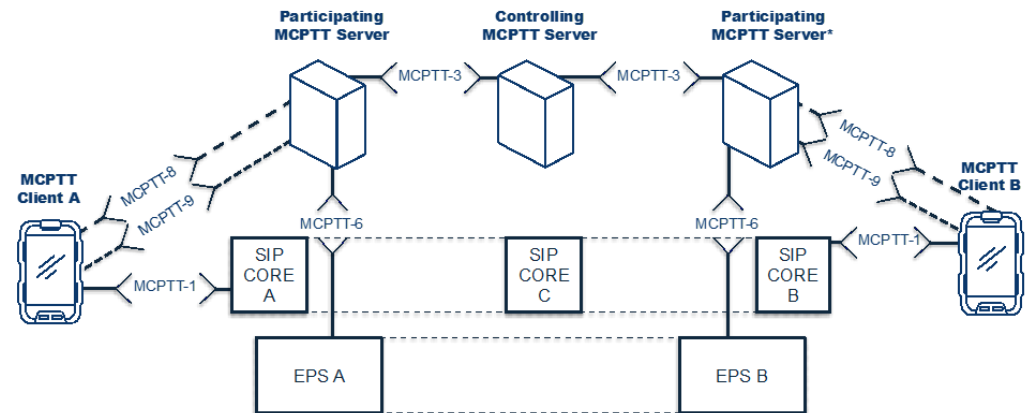 Participating
MCPTT Server
Controlling
MCPTT Server
Participating
MCPTT Server*
MCPTT-3
MCPTT-3
MCPTT
Client A
MCPTT-8
MCPTT-9
MCPTT-8
MCPTT-9
MCPTT
Client B
MCPTT-6
MCPTT-6
MCPTT-1
SIP
CORE
A
SIP
CORE
C
SIP
CORE
B
MCPTT-1
EPS A
EPS B